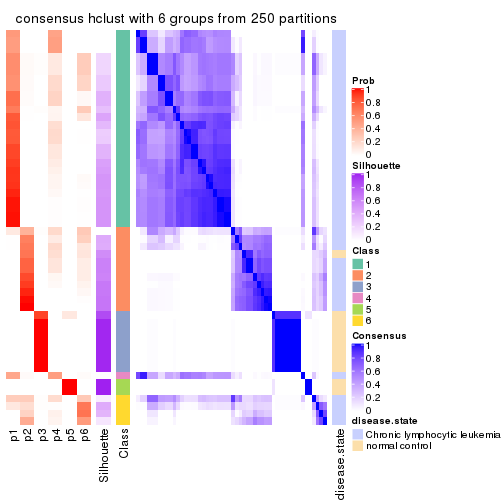 consensus hclust with 6 groups from 250 partitions
Prob
1
0.8
0.6
0.4
0.2
0
Silhouette
1
0.8
0.6
0.4
0.2
0
Class
1
2
3
4
5
6
Consensus
1
0.8
0.6
0.4
0.2
0
disease.state
Chronic lymphocytic leukemia
normal control
p1
p2
p3
p4
p5
p6
Silhouette
Class
disease.state